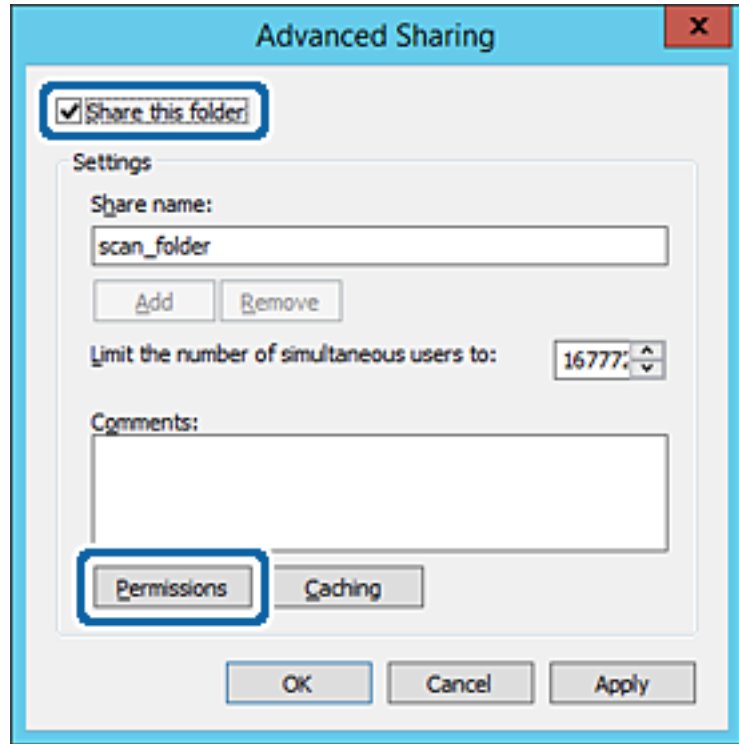 Advanced Sharing
x
Share this folder
Settings
Share name:
scan_folder
Add Remove
Limit the number of simultaneous users to: 16777
Comments:
Permissions Caching
OK Cancel Apply